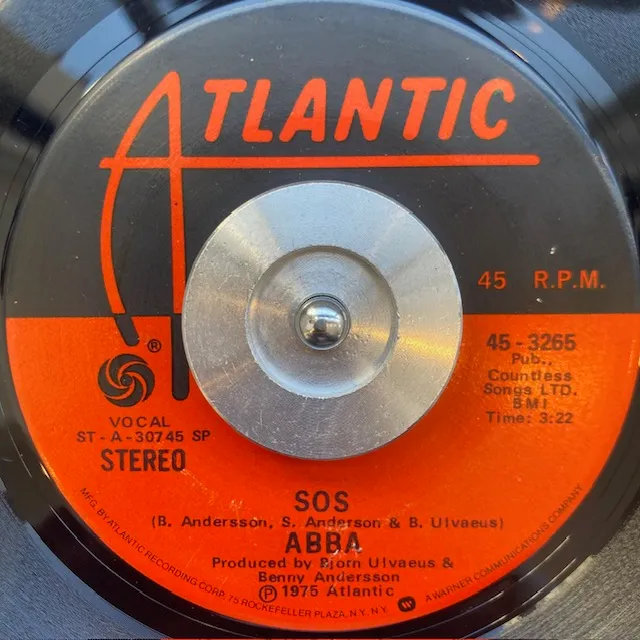 ATLANTIC
45 R.P.M.
®
VOCAL
ST-A-30745 SP
STEREO
45-3265
Pub.,
Countless
Songs LTD.
BMI
Time: 3:22
SOS
(B. Andersson, S. Anderson & B. Ulvaeus)
ABBA
Produced by Bjorn Ulvaeus &
Benny Andersson
Ⓟ 1975 Atlantic
MFG. BY ATLANTIC RECORDING CORP. 75 ROCKEFELLER PLAZA, N.Y. N.Y. W A WARNER COMMUNICATIONS COMPANY